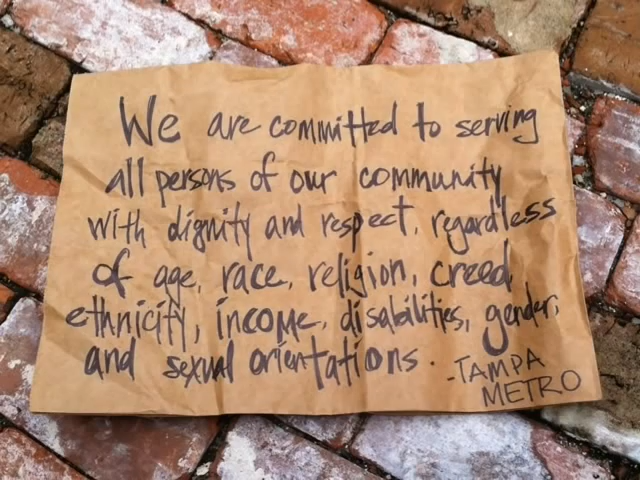 We are committed to serving
all persons of our community
with dignity and respect, regardless
of age, race, religion, creed,
ethnicity, income, disabilities, gender,
and sexual orientations.
-TAMPA
METRO